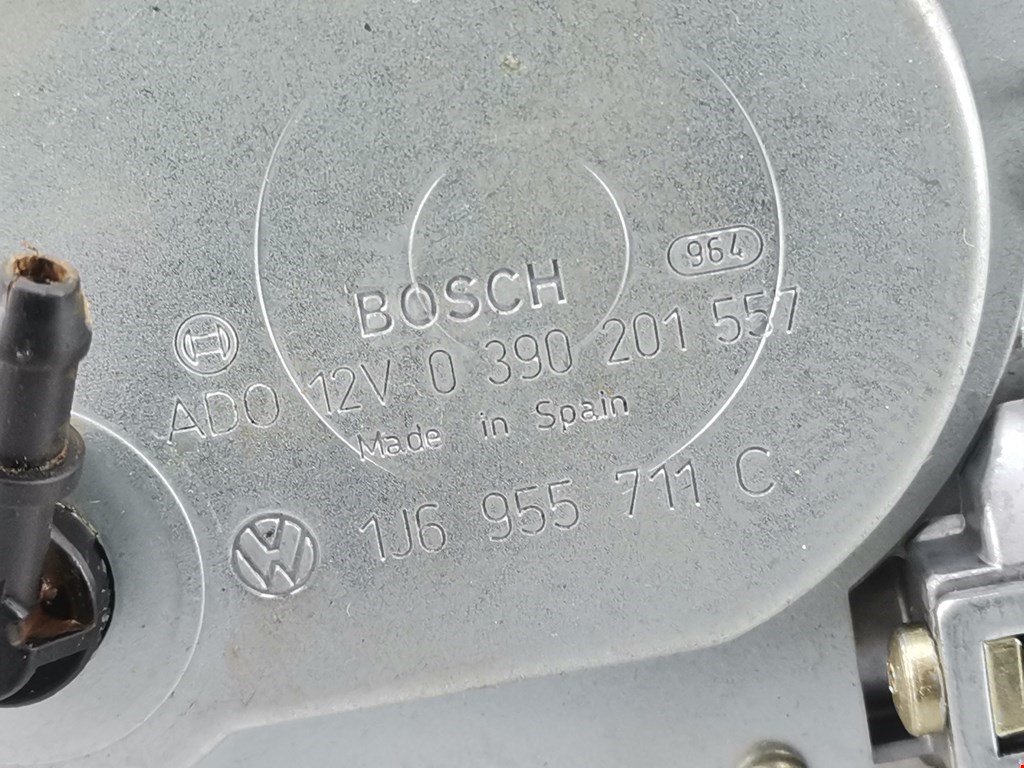 964
BOSCH
ADO 12V 0 390 201 557
Made in Spain
1J6 955 711 C